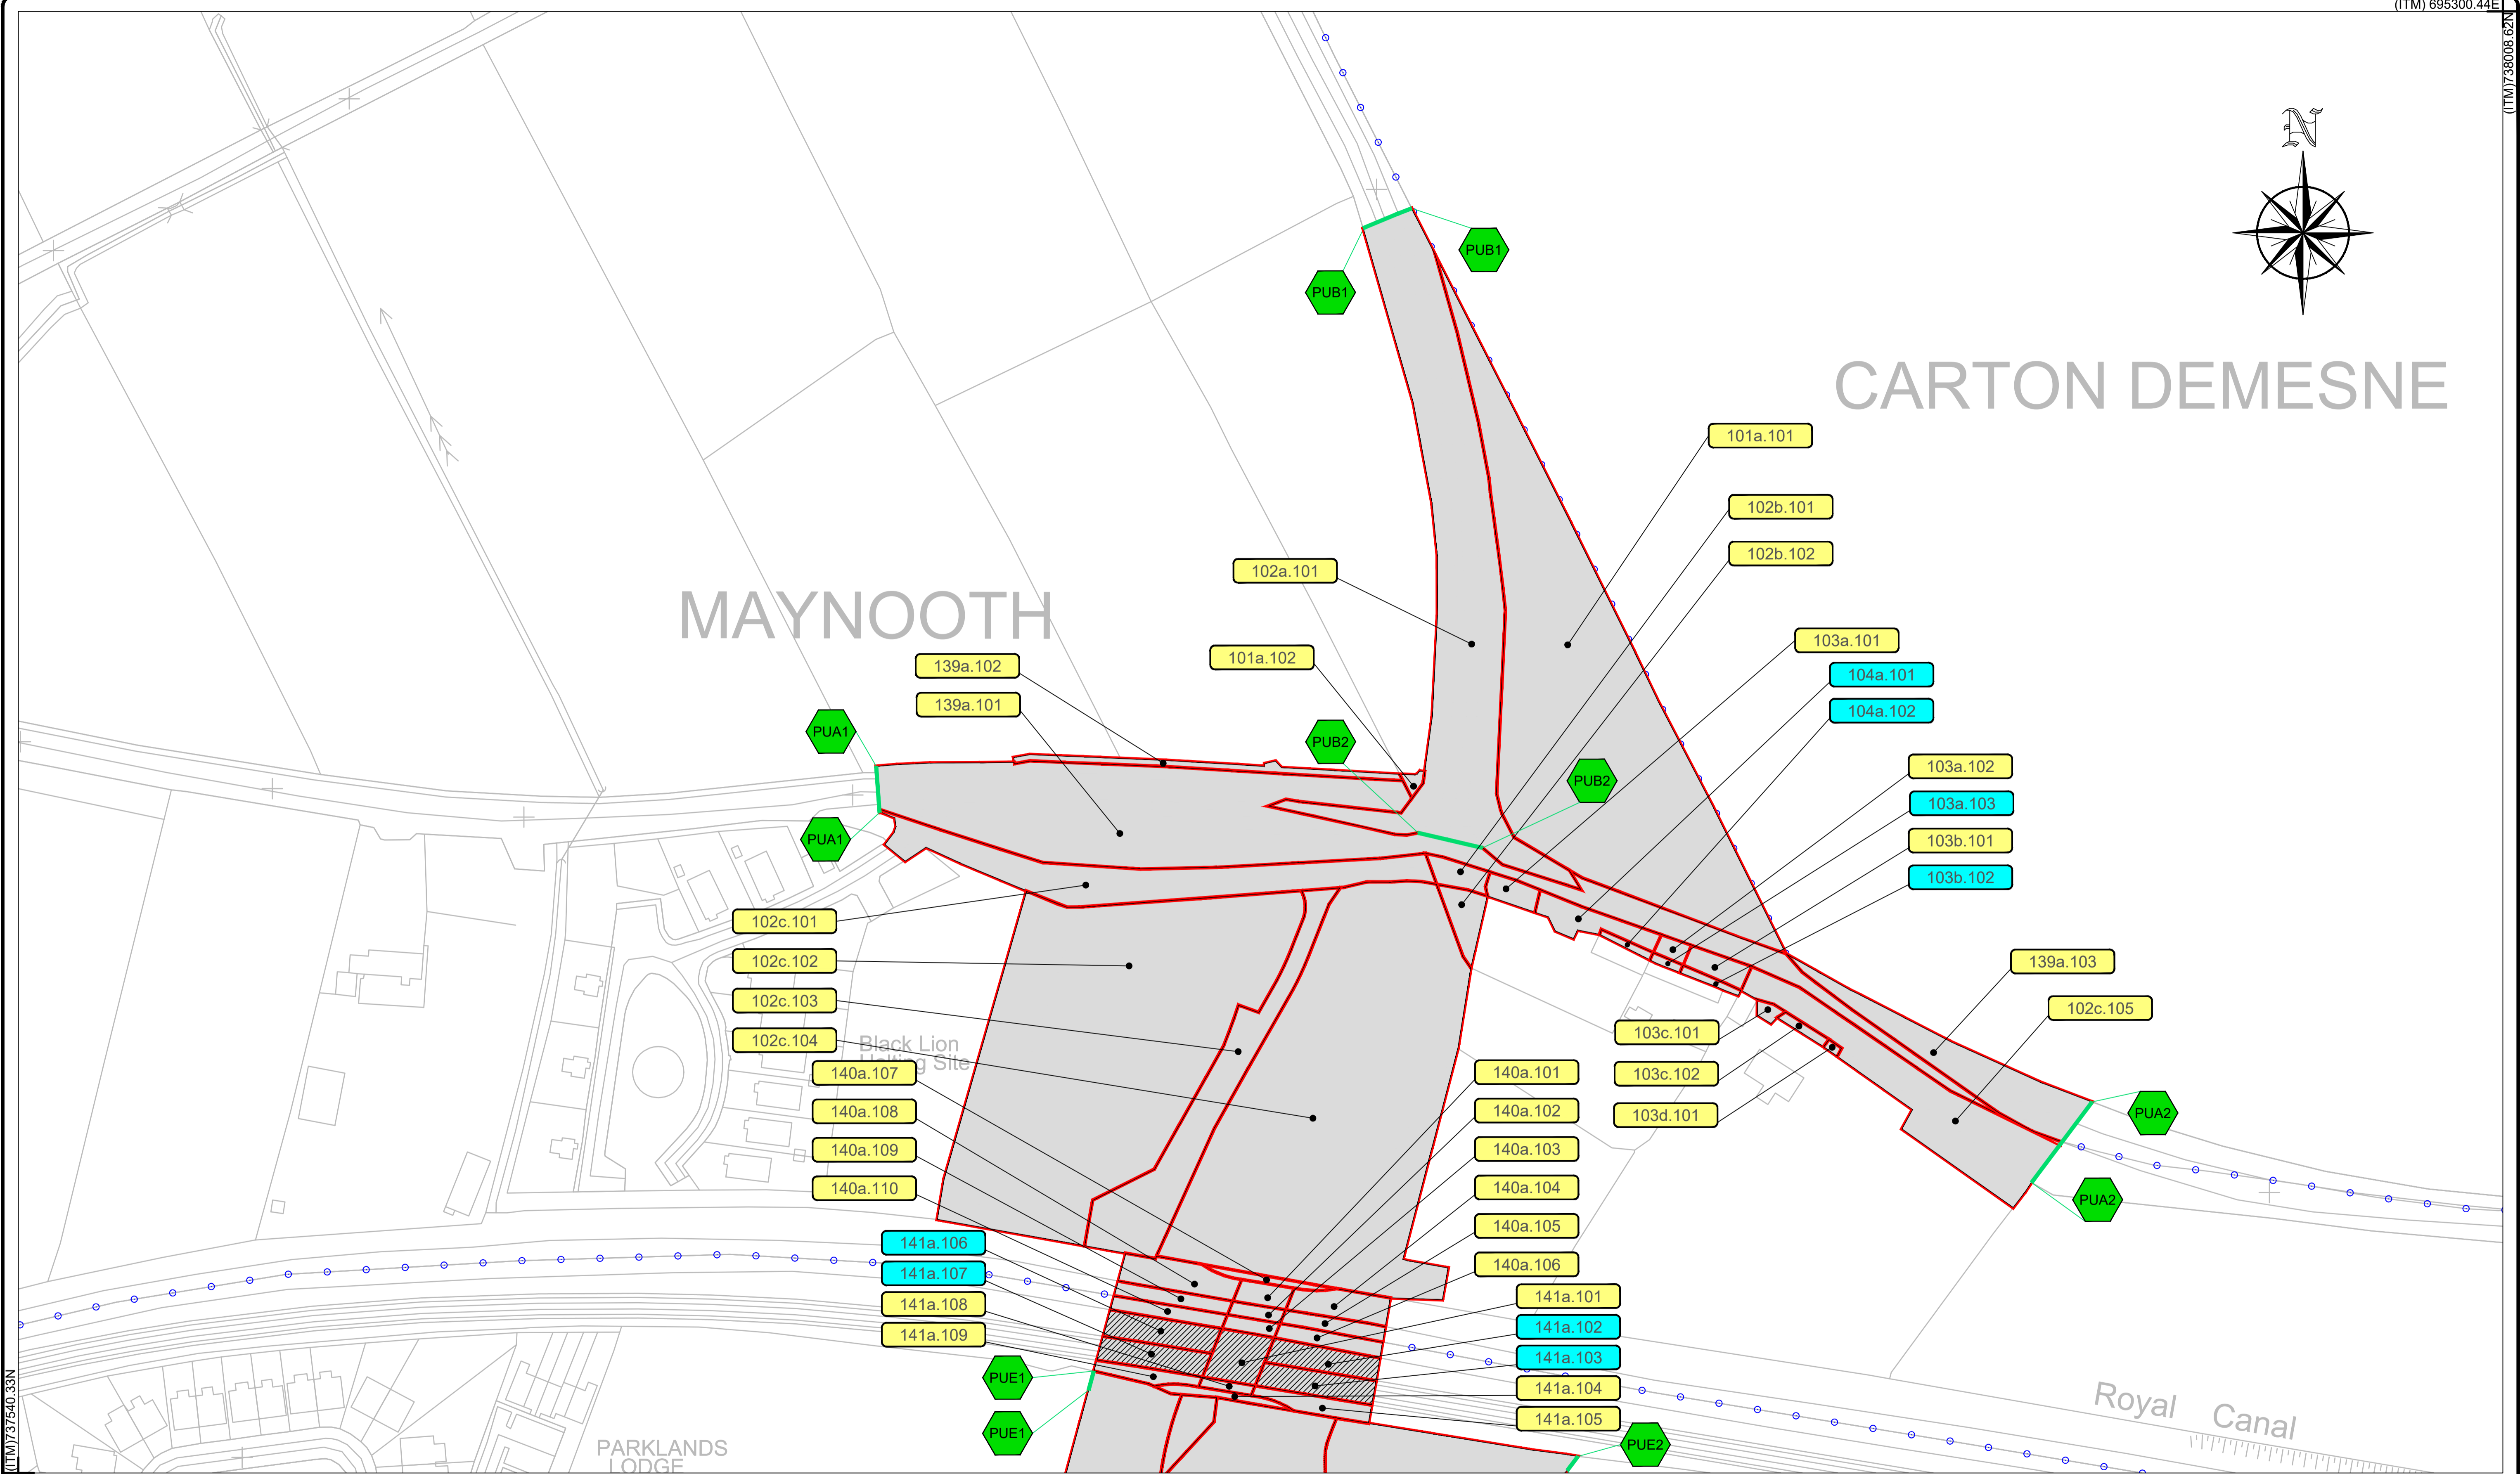 (ITM) 695300.44E
(ITM)738008.62N
N
PUB1
PUB1
CARTON DEMESNE
101a.101
102b.101
102b.102
102a.101
MAYNOOTH
103a.101
101a.102
139a.102
104a.101
139a.101
104a.102
PUA1
PUB2
103a.102
PUB2
103a.103
PUA1
103b.101
103b.102
102c.101
102c.102
139a.103
102c.103
102c.105
103c.101
102c.104
Black Lion
Halting Site
140a.107
140a.101
103c.102
140a.108
140a.102
103d.101
PUA2
140a.109
140a.103
140a.110
140a.104
PUA2
140a.105
141a.106
140a.106
141a.107
141a.101
141a.108
141a.102
141a.109
141a.103
PUE1
141a.104
Royal Canal
141a.105
PUE1
PUE2
PARKLANDS
LODGE
(ITM)737540.33N